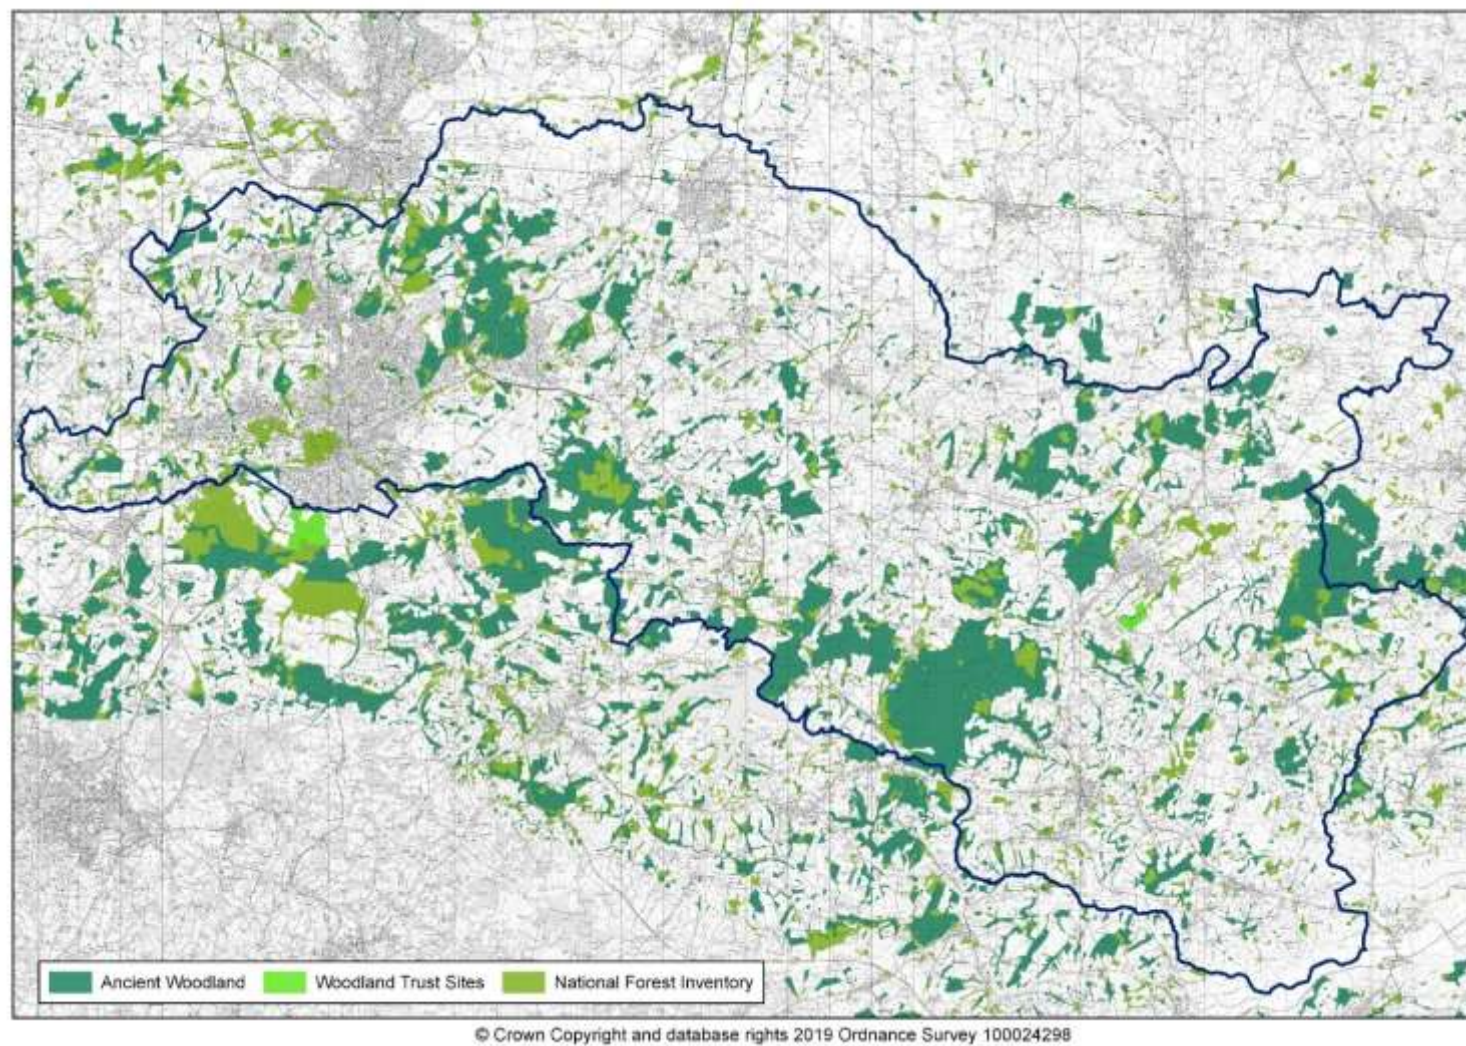 Ancient Woodland
Woodland Trust Sites
National Forest Inventory
© Crown Copyright and database rights 2019 Ordnance Survey 100024298